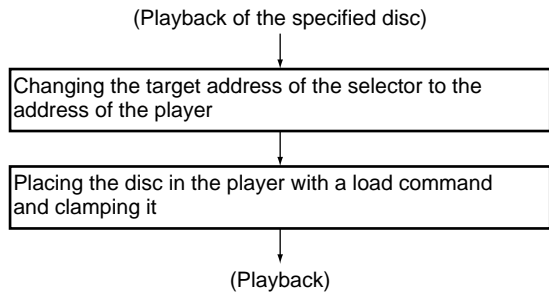 (Playback of the specified disc)
Changing the target address of the selector to the
address of the player
Placing the disc in the player with a load command
and clamping it
(Playback)